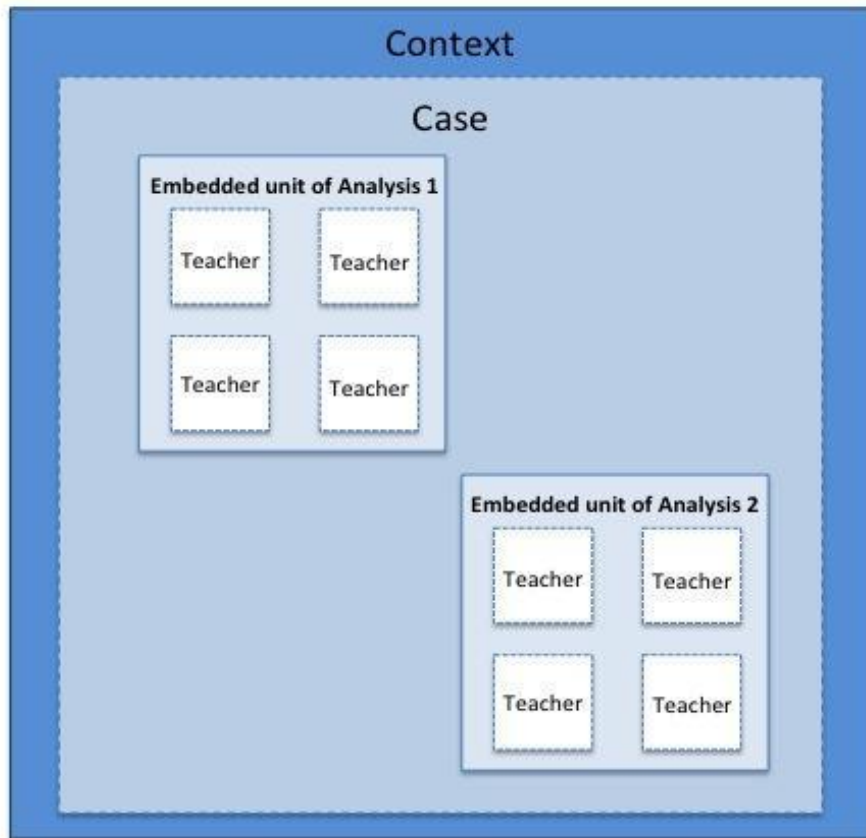 Context
Case
Embedded unit of Analysis 1
Teacher Teacher
Teacher Teacher
Embedded unit of Analysis 2
Teacher Teacher
Teacher Teacher